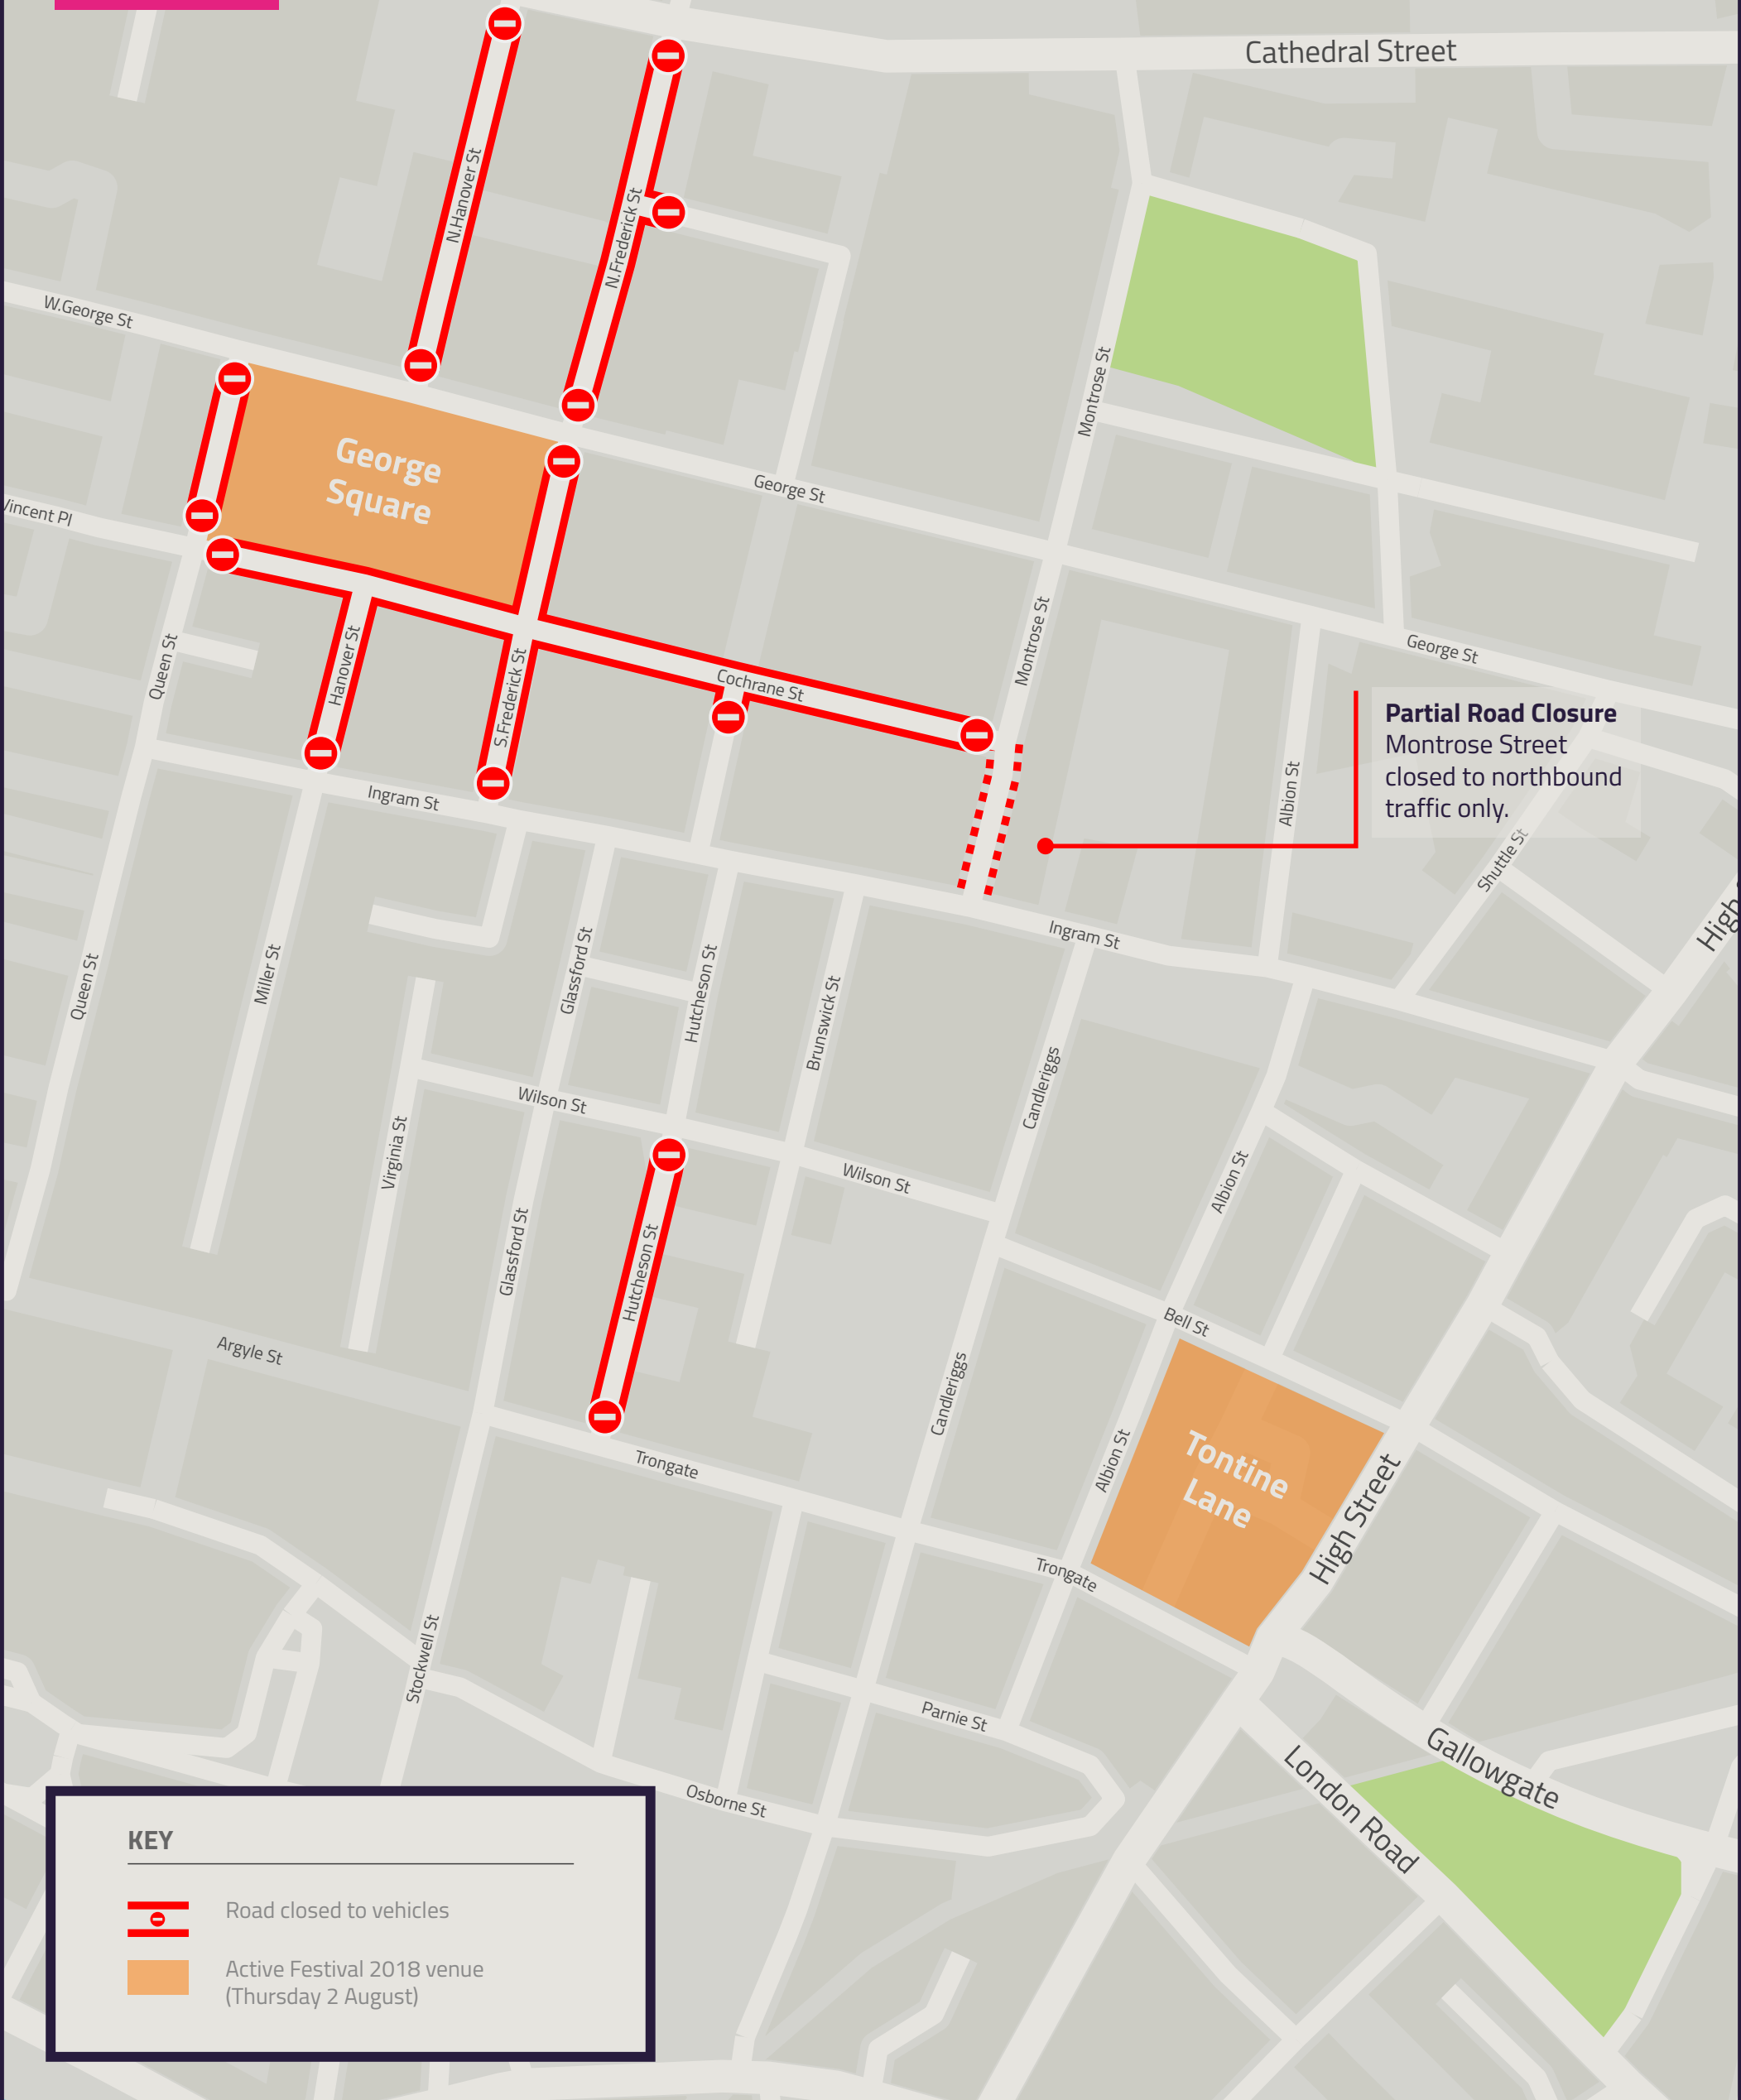 Cathedral Street
N.Hanover St
N.Frederick St
W.George St
Montrose St
George
Square
George St
Vincent Pl
Montrose St
George St
Queen St
Hanover St
S.Frederick St
Cochrane St
Partial Road Closure
Montrose Street
closed to northbound
traffic only.
Albion St
Ingram St
Shuttle St
High
Ingram St
Queen St
Miller St
Glassford St
Hutcheson St
Brunswick St
Candleriggs
Wilson St
Virginia St
Wilson St
Albion St
Glassford St
Hutcheson St
Bell St
Argyle St
Candleriggs
Albion St
Tontine
Lane
High Street
Trongate
Trongate
Stockwell St
Parnie St
Gallowgate
London Road
Osborne St
KEY
Road closed to vehicles
Active Festival 2018 venue
(Thursday 2 August)